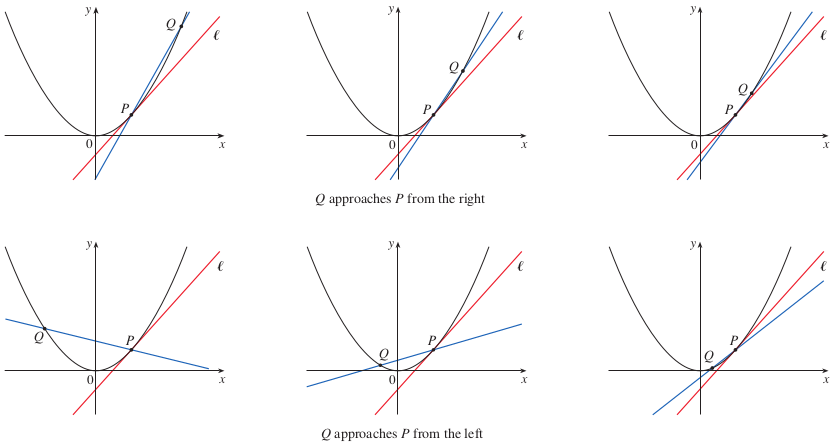 y
Q
ℓ
P
0
x
y
Q
ℓ
P
0
x
y
Q
ℓ
P
0
x
Q approaches P from the right
y
ℓ
Q
P
0
x
y
ℓ
Q
P
0
x
y
ℓ
Q
P
0
x
Q approaches P from the left